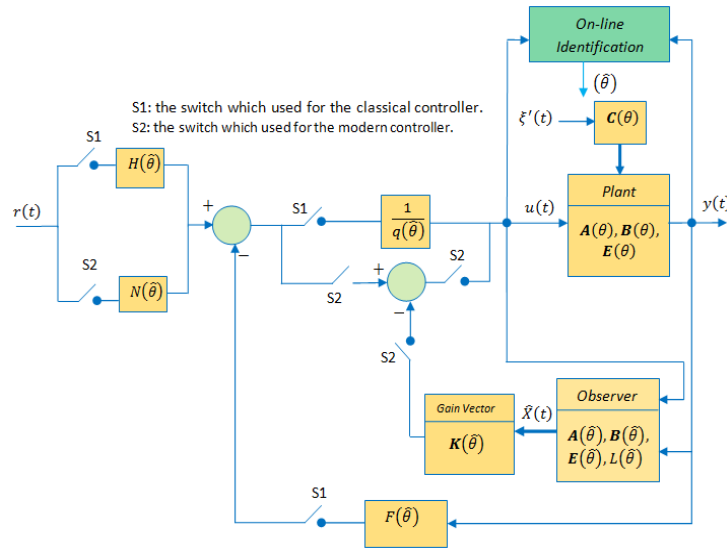 On-line
Identification
(θ̂)
S1: the switch which used for the classical controller.
S2: the switch which used for the modern controller.
ξ′(t)
C(θ)
S1
H(θ̂)
r(t)
+
−
S1
1
q(θ̂)
u(t)
Plant
A(θ), B(θ),
E(θ)
y(t)
S2
N(θ̂)
S2
+
S2
−
S2
Gain Vector
K(θ̂)
X̂(t)
Observer
A(θ̂), B(θ̂),
E(θ̂), L(θ̂)
S1
F(θ̂)